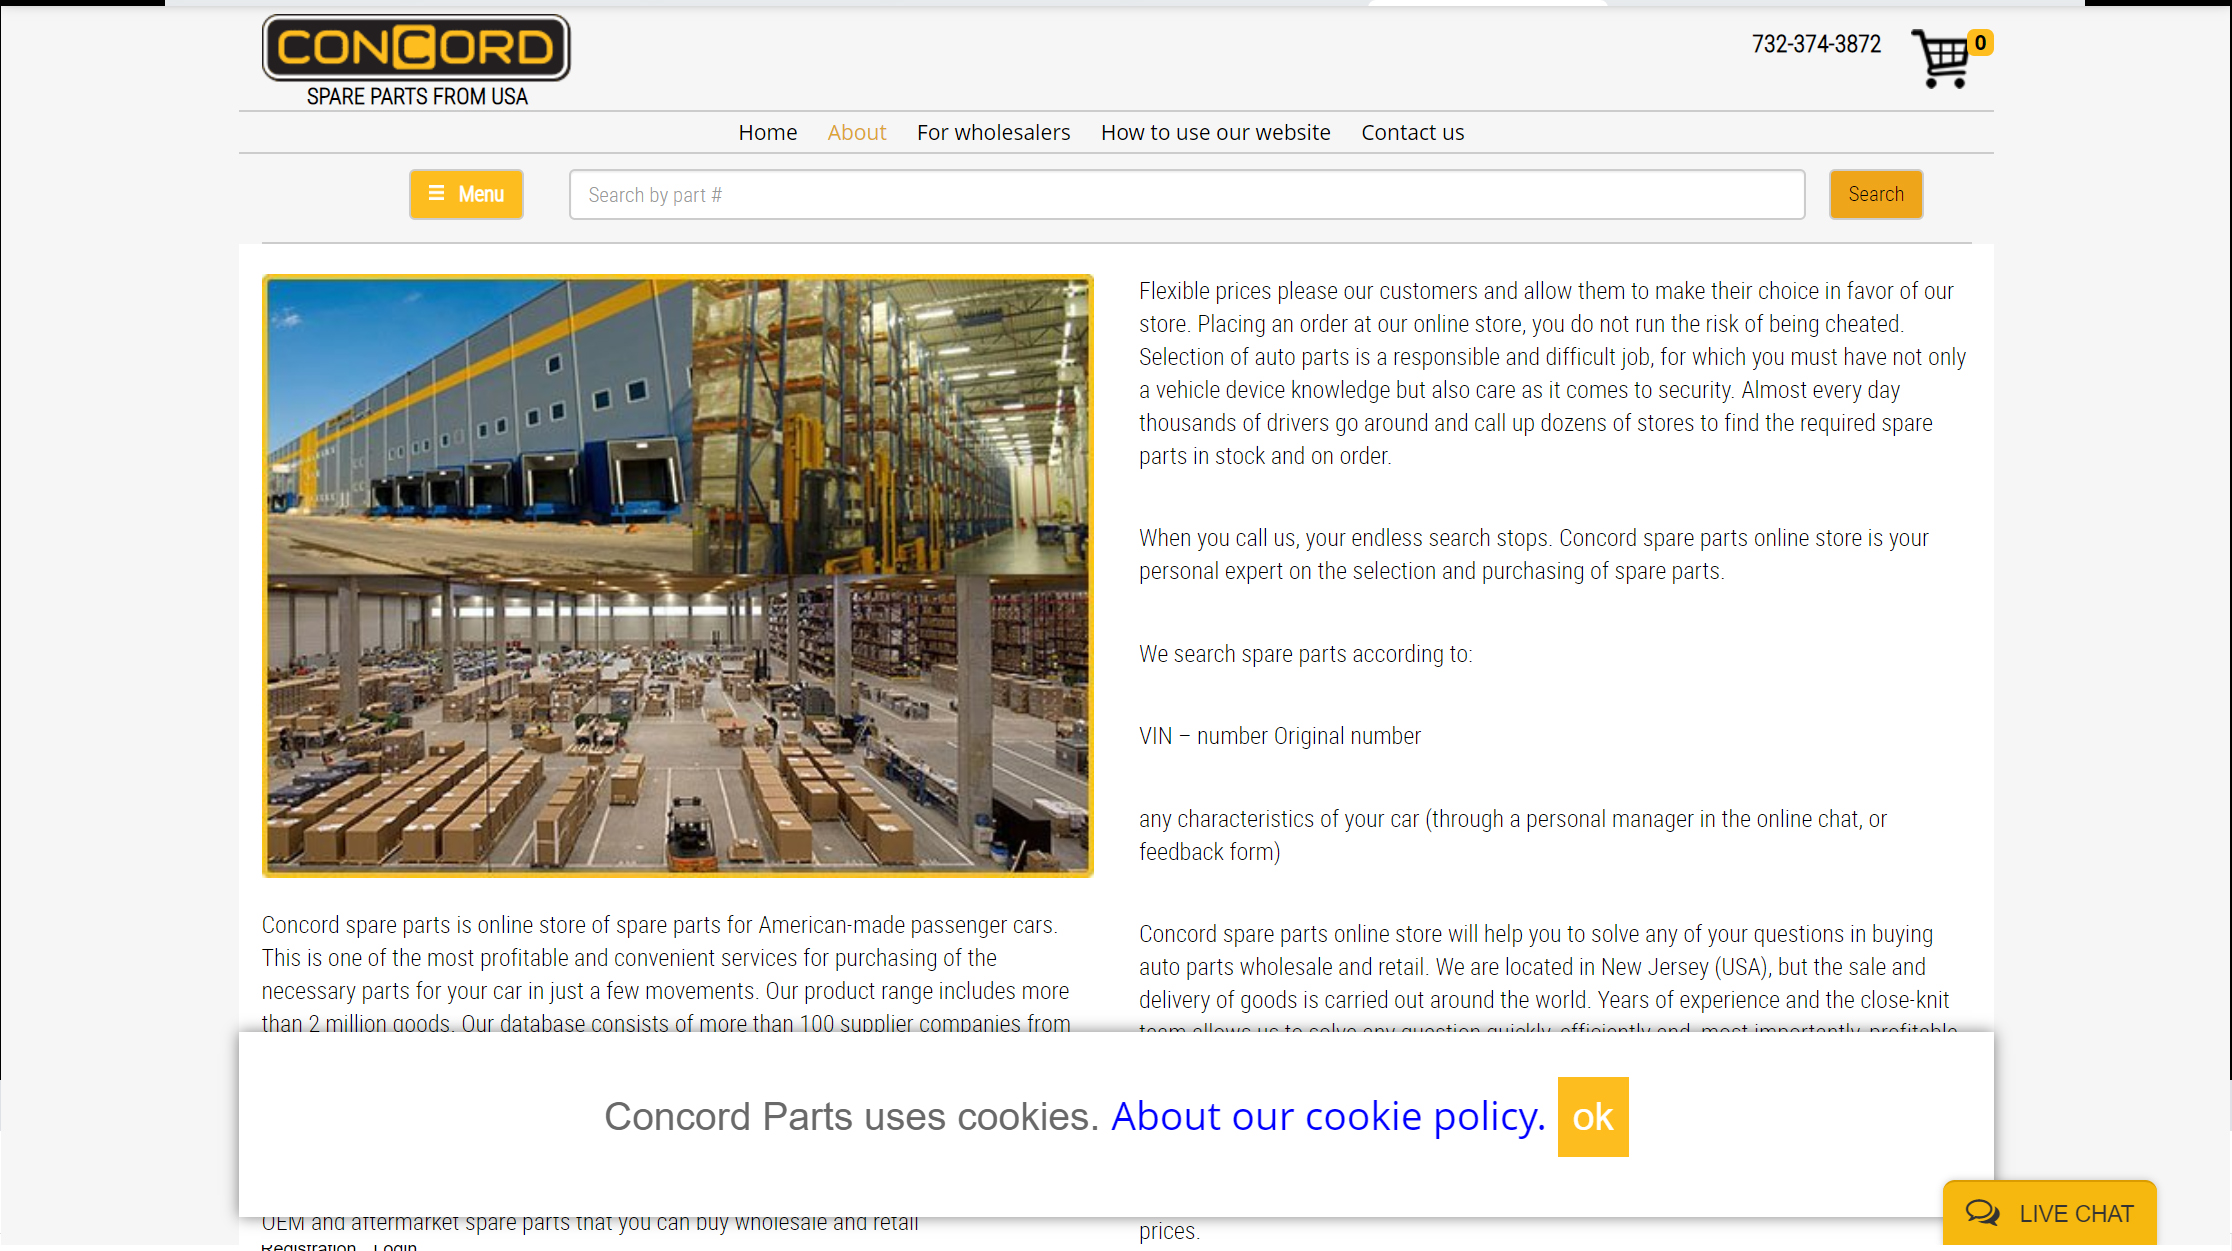 CONCORD
SPARE PARTS FROM USA
732-374-3872
0
Home About For wholesalers How to use our website Contact us
Menu
Search by part #
Search
Flexible prices please our customers and allow them to make their choice in favor of our
store. Placing an order at our online store, you do not run the risk of being cheated.
Selection of auto parts is a responsible and difficult job, for which you must have not only
a vehicle device knowledge but also care as it comes to security. Almost every day
thousands of drivers go around and call up dozens of stores to find the required spare
parts in stock and on order.
When you call us, your endless search stops. Concord spare parts online store is your
personal expert on the selection and purchasing of spare parts.
We search spare parts according to:
VIN – number Original number
any characteristics of your car (through a personal manager in the online chat, or
feedback form)
Concord spare parts is online store of spare parts for American-made passenger cars.
This is one of the most profitable and convenient services for purchasing of the
necessary parts for your car in just a few movements. Our product range includes more
than 2 million goods. Our database consists of more than 100 supplier companies from
Concord spare parts online store will help you to solve any of your questions in buying
auto parts wholesale and retail. We are located in New Jersey (USA), but the sale and
delivery of goods is carried out around the world. Years of experience and the close-knit
team allows us to solve any question quickly, efficiently and, most importantly, profitable
Concord Parts uses cookies. About our cookie policy. ok
OEM and aftermarket spare parts that you can buy wholesale and retail
prices.
Registration Login
LIVE CHAT